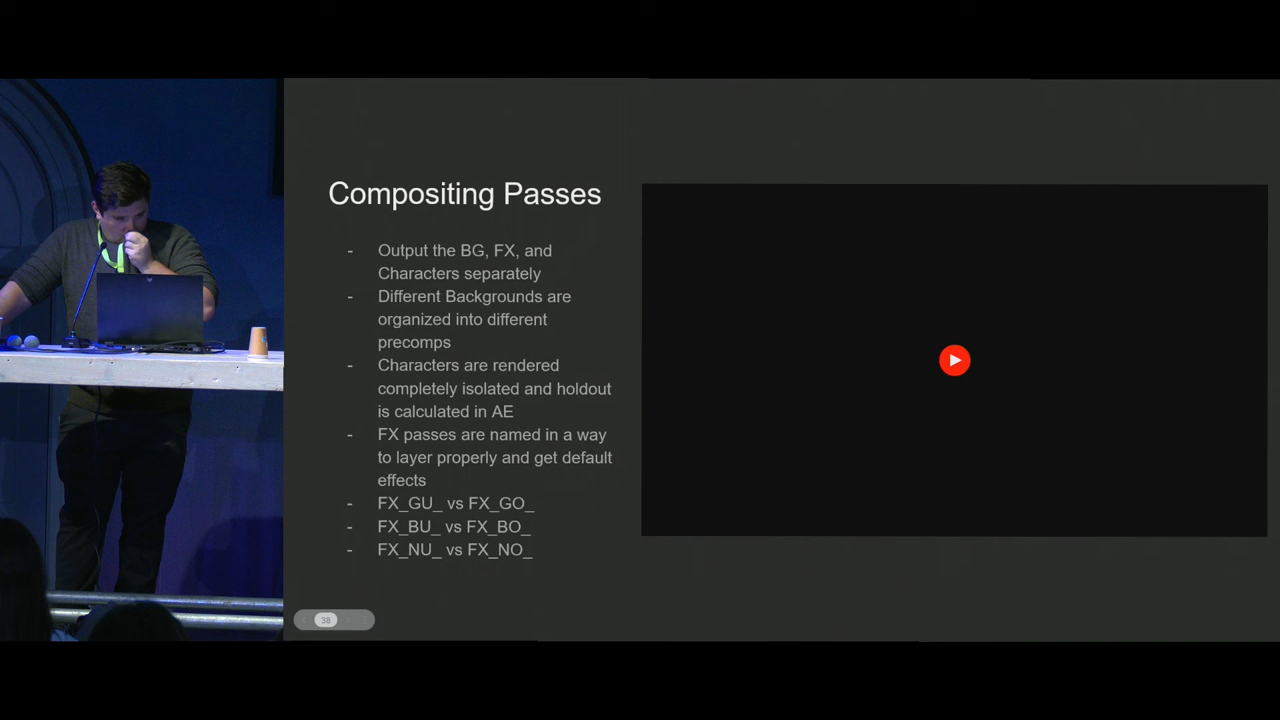 Compositing Passes
- Output the BG, FX, and
Characters separately
- Different Backgrounds are
organized into different
precomps
- Characters are rendered
completely isolated and holdout
is calculated in AE
- FX passes are named in a way
to layer properly and get default
effects
- FX_GU_ vs FX_GO_
- FX_BU_ vs FX_BO_
- FX_NU_ vs FX_NO_
38